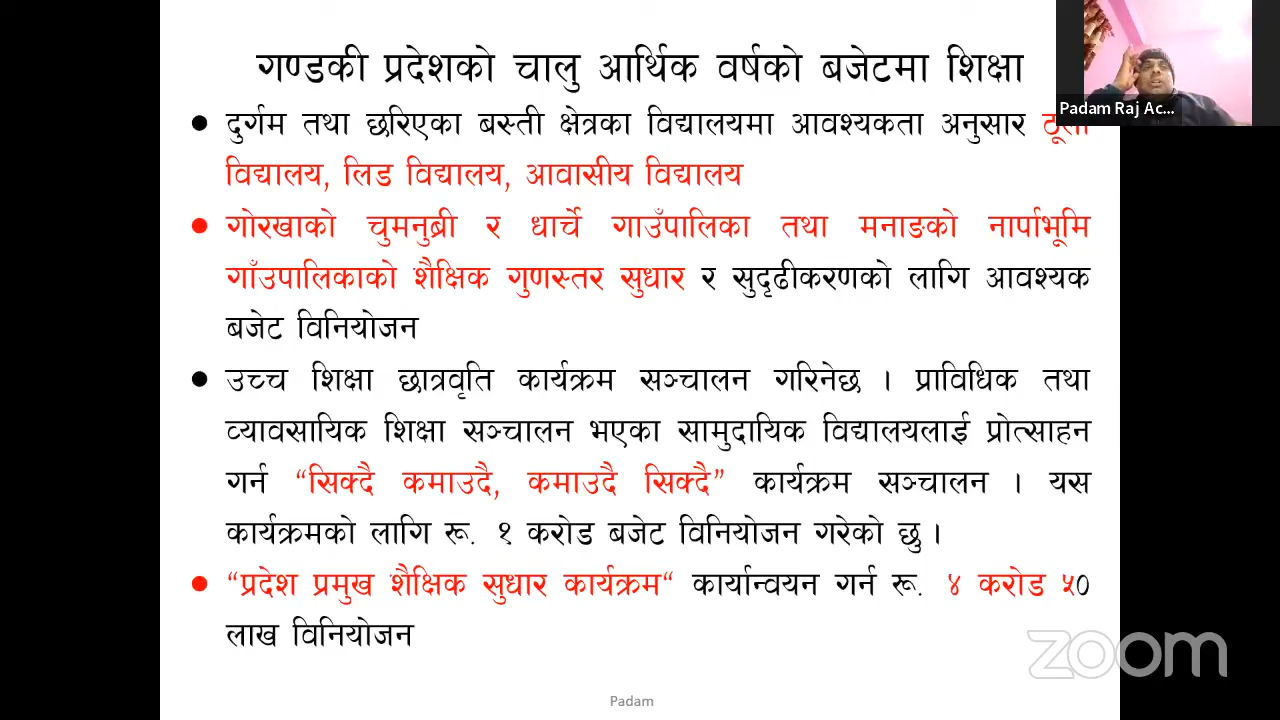 गण्डकी प्रदेशको चालु आर्थिक वर्षको बजेटमा शिक्षा
Padam Raj Ac...
• दुर्गम तथा छरिएका बस्ती क्षेत्रका विद्यालयमा आवश्यकता अनुसार ठूला
विद्यालय, लिड विद्यालय, आवासीय विद्यालय
• गोरखाको चुमनुब्री र धार्चे गाउँपालिका तथा मनाङको नार्पाभूमि
गाँउपालिकाको शैक्षिक गुणस्तर सुधार र सुदृढीकरणको लागि आवश्यक
बजेट विनियोजन
• उच्च शिक्षा छात्रवृति कार्यक्रम सञ्चालन गरिनेछ । प्राविधिक तथा
व्यावसायिक शिक्षा सञ्चालन भएका सामुदायिक विद्यालयलाई प्रोत्साहन
गर्न “सिक्दै कमाउदै, कमाउदै सिक्दै” कार्यक्रम सञ्चालन । यस
कार्यक्रमको लागि रू. १ करोड बजेट विनियोजन गरेको छु ।
• “प्रदेश प्रमुख शैक्षिक सुधार कार्यक्रम“ कार्यान्वयन गर्न रू. ४ करोड ५०
लाख विनियोजन
zoom
Padam